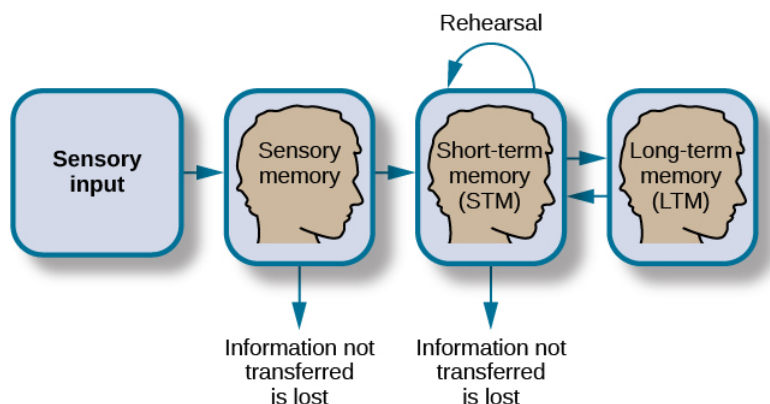 Rehearsal
Sensory
input
Sensory
memory
Short-term
memory
(STM)
Long-term
memory
(LTM)
Information not
transferred
is lost
Information not
transferred
is lost